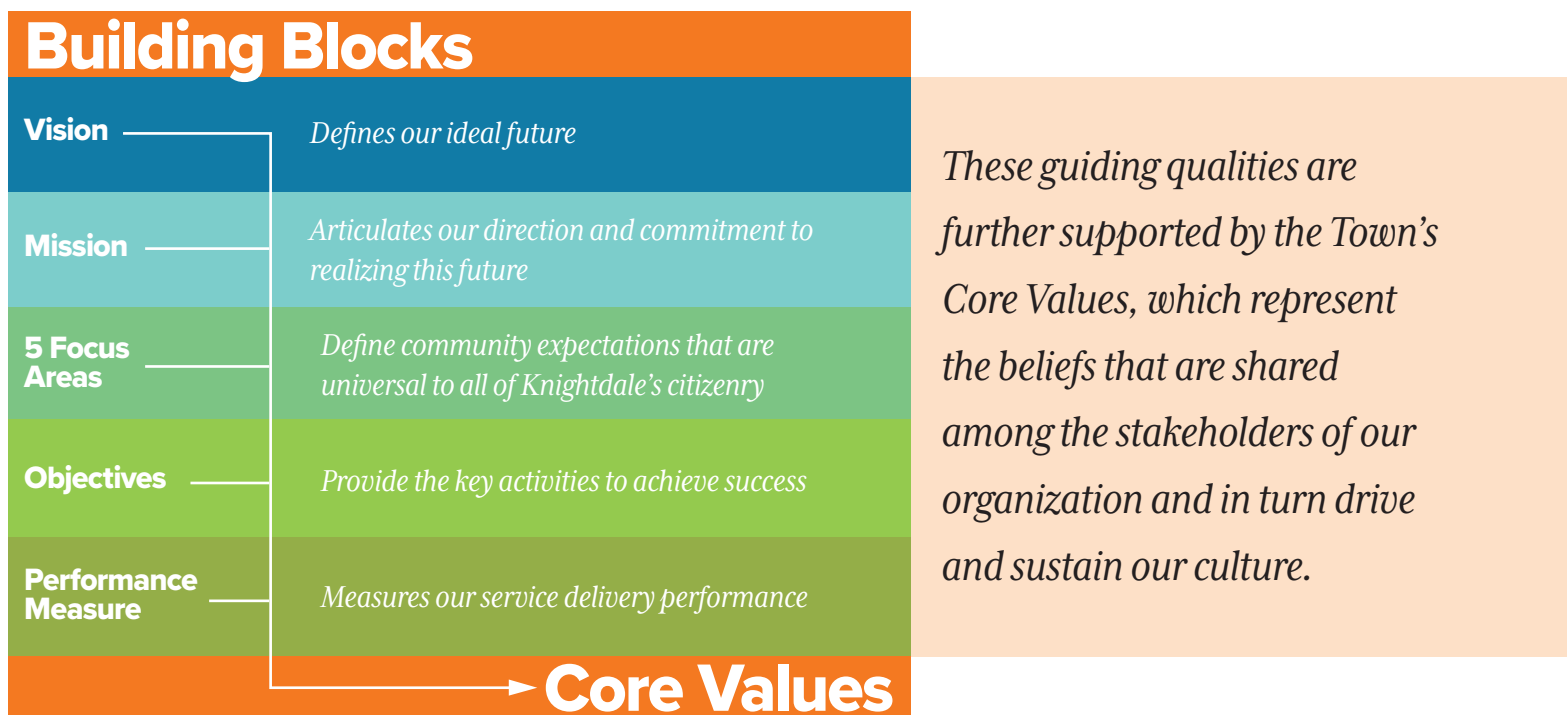 Building Blocks
Vision
Defines our ideal future
Mission
Articulates our direction and commitment to
realizing this future
5 Focus
Areas
Define community expectations that are
universal to all of Knightdale’s citizenry
Objectives
Provide the key activities to achieve success
Performance
Measure
Measures our service delivery performance
Core Values
These guiding qualities are
further supported by the Town’s
Core Values, which represent
the beliefs that are shared
among the stakeholders of our
organization and in turn drive
and sustain our culture.